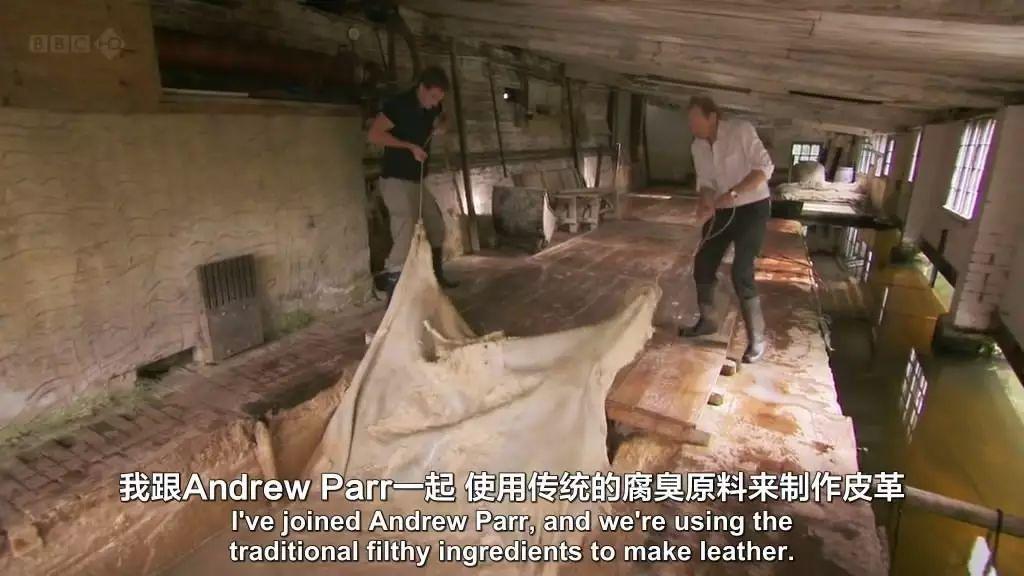 BBC HD
我跟Andrew Parr一起 使用传统的腐臭原料来制作皮革
I've joined Andrew Parr, and we're using the
traditional filthy ingredients to make leather.